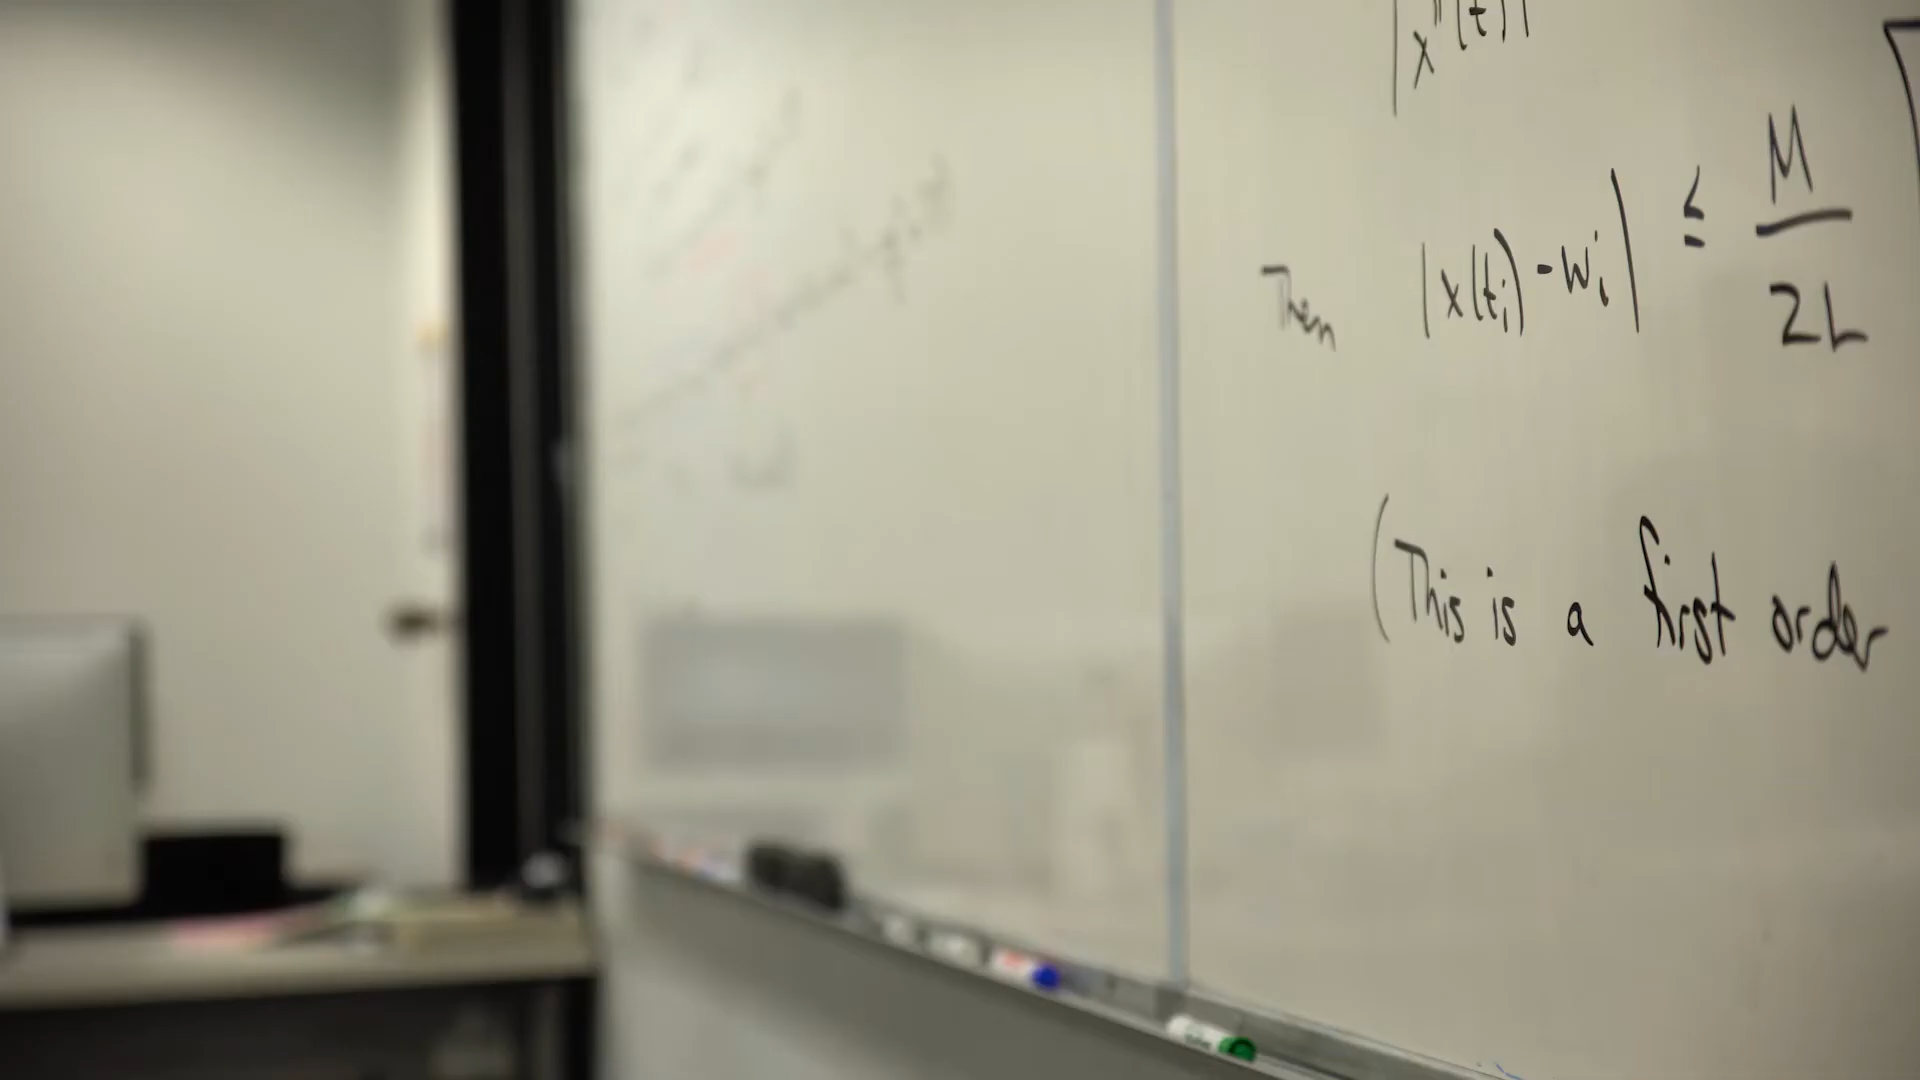 |x''(t)|
Then |x(t_i) - w_i| ≤ M/2L
(This is a first order